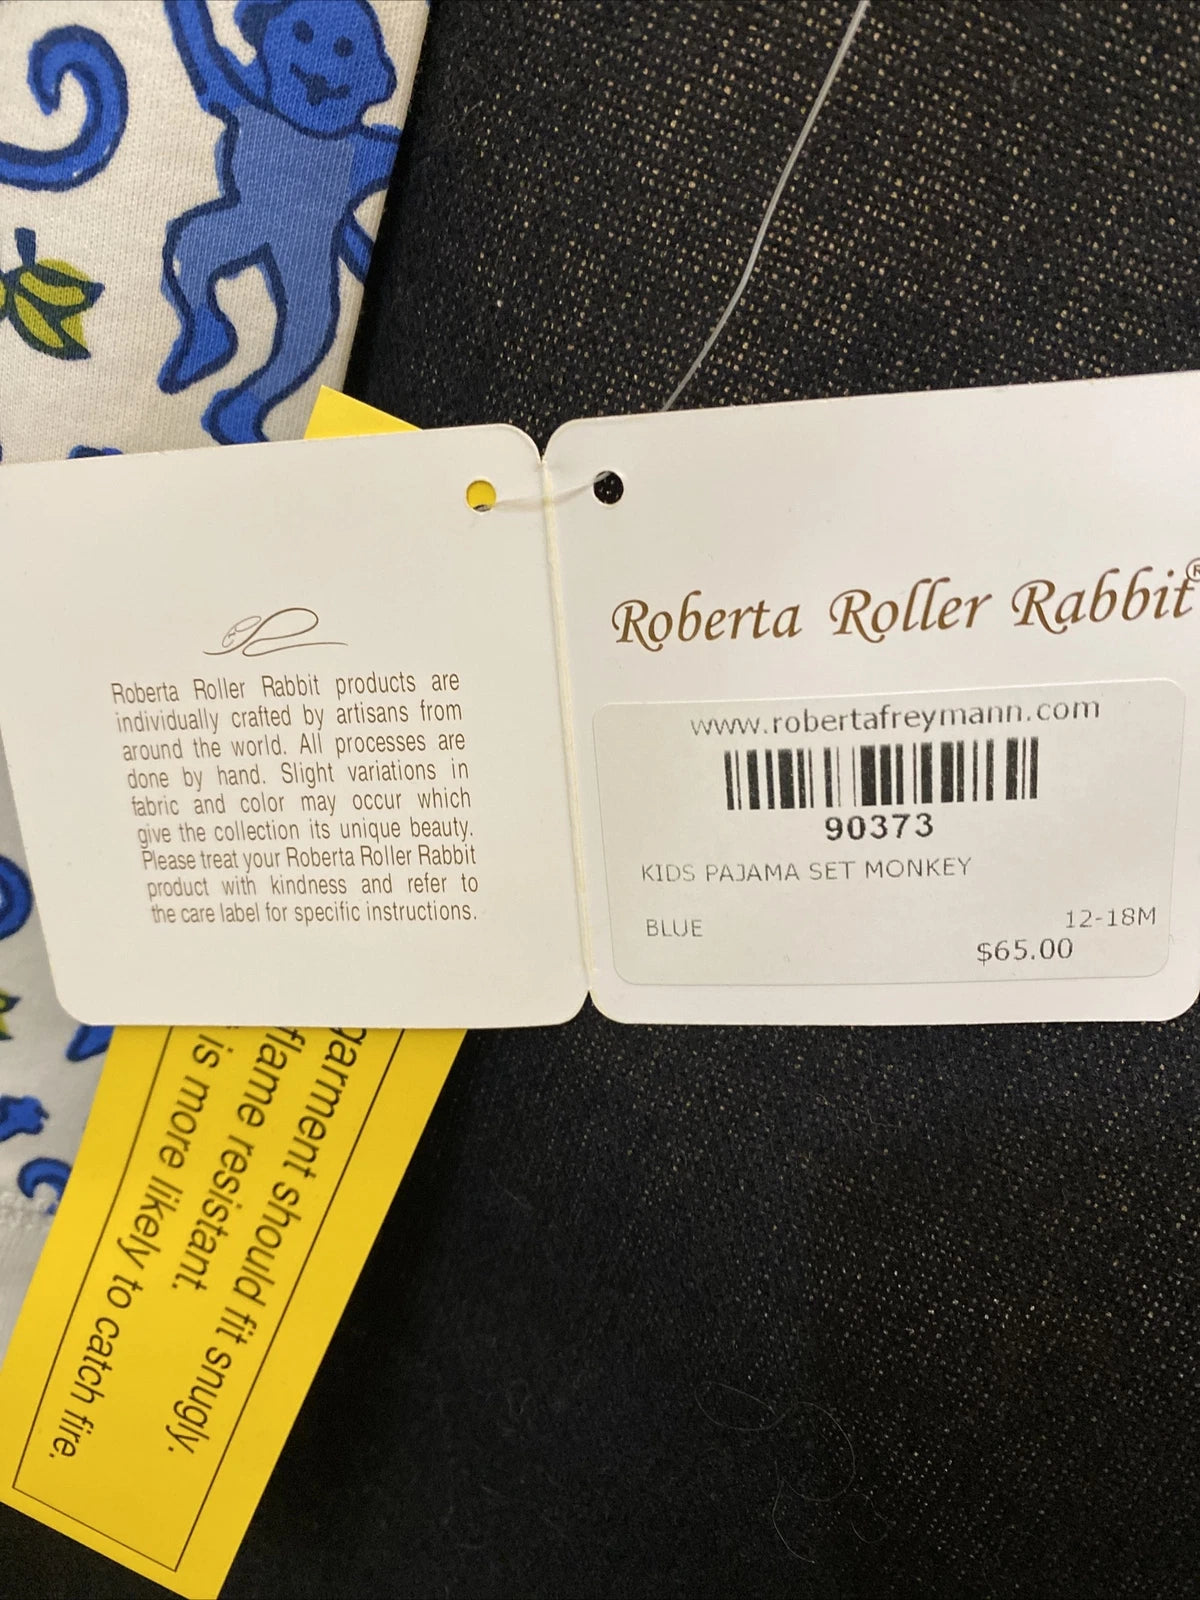 Roberta Roller Rabbit products are
individually crafted by artisans from
around the world. All processes are
done by hand. Slight variations in
fabric and color may occur which
give the collection its unique beauty.
Please treat your Roberta Roller Rabbit
product with kindness and refer to
the care label for specific instructions.
Roberta Roller Rabbit®
www.robertafreymann.com
90373
KIDS PAJAMA SET MONKEY
BLUE 12-18M
$65.00
garment should fit snugly.
flame resistant.
is more likely to catch fire.